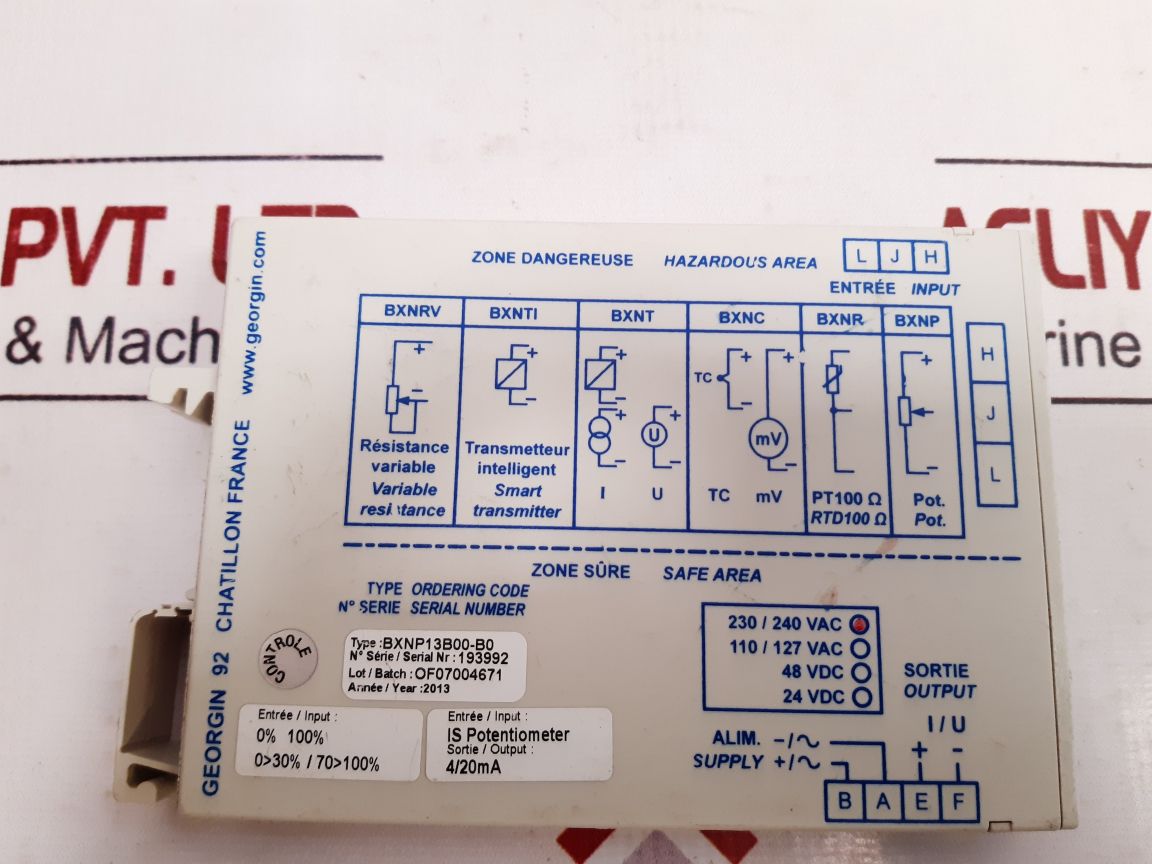 PVT.
& Mach
rine
GEORGIN 92 CHATILLON FRANCE www.georgin.com
ZONE DANGEREUSE HAZARDOUS AREA
L J H
ENTRÉE INPUT
BXNRV BXNTI BXNT BXNC BXNR BXNP
+ + + + + +
TC
- - + + - - - -
U mV
Résistance variable
Variable resistance
Transmetteur intelligent
Smart transmitter
I U
TC mV
PT100 Ω
RTD100 Ω
Pot.
Pot.
H
J
L
ZONE SÛRE SAFE AREA
TYPE ORDERING CODE
N° SERIE SERIAL NUMBER
CONTROLE
Type :BXNP13B00-B0
N° Série / Serial Nr : 193992
Lot / Batch : OF07004671
Année / Year : 2013
Entrée / Input :
0% 100%
0>30% / 70>100%
Entrée / Input :
IS Potentiometer
Sortie / Output :
4/20mA
230 / 240 VAC
110 / 127 VAC
48 VDC
24 VDC
SORTIE
OUTPUT
I / U
+ -
ALIM. –/~
SUPPLY +/~
B A E F